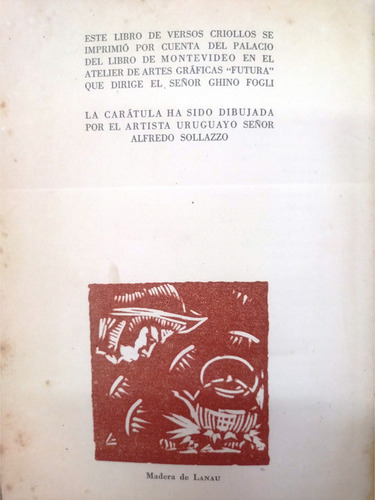 ESTE LIBRO DE VERSOS CRIOLLOS SE
IMPRIMIÓ POR CUENTA DEL PALACIO
DEL LIBRO DE MONTEVIDEO EN EL
ATELIER DE ARTES GRÁFICAS “FUTURA”
QUE DIRIGE EL SEÑOR GHINO FOGLI
LA CARÁTULA HA SIDO DIBUJADA
POR EL ARTISTA URUGUAYO SEÑOR
ALFREDO SOLLAZZO
Madera de LANAU